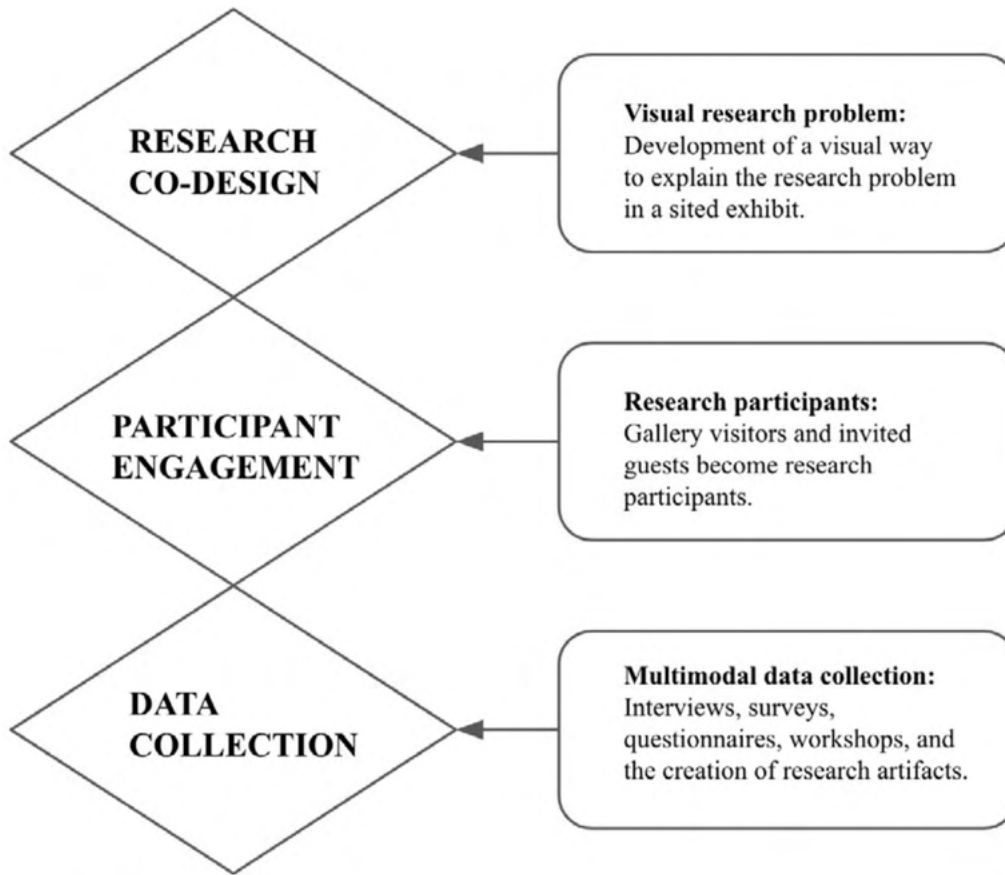 RESEARCH
CO-DESIGN
Visual research problem:
Development of a visual way
to explain the research problem
in a sited exhibit.
PARTICIPANT
ENGAGEMENT
Research participants:
Gallery visitors and invited
guests become research
participants.
DATA
COLLECTION
Multimodal data collection:
Interviews, surveys,
questionnaires, workshops, and
the creation of research artifacts.